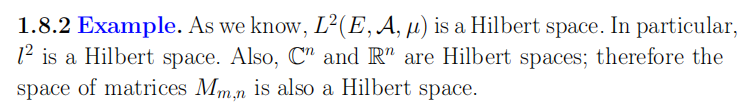 1.8.2 Example. As we know, L²(E, 𝒜, μ) is a Hilbert space. In particular,
l² is a Hilbert space. Also, ℂⁿ and ℝⁿ are Hilbert spaces; therefore the
space of matrices Mₘ,ₙ is also a Hilbert space.